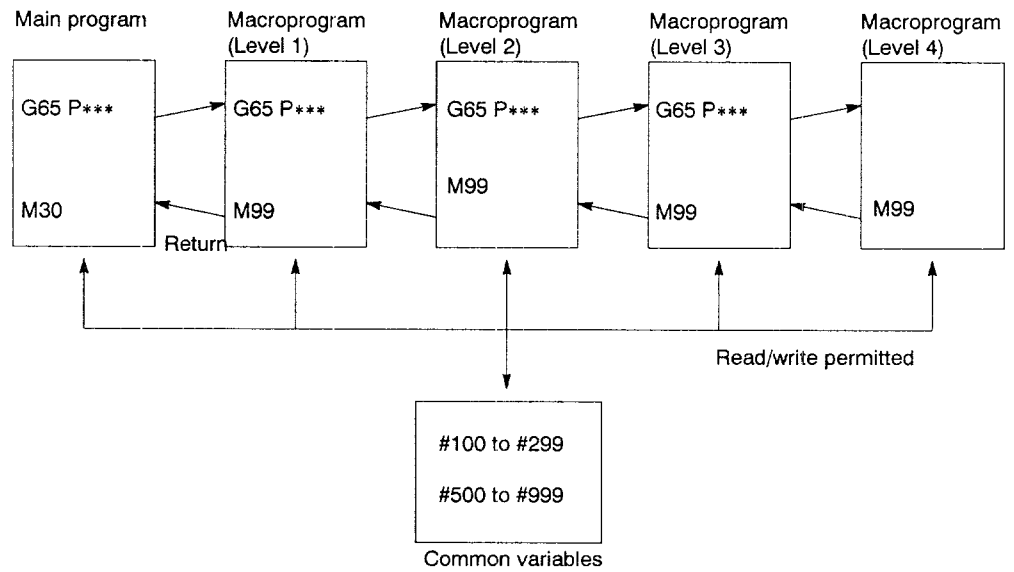 Main program
Macroprogram
(Level 1)
Macroprogram
(Level 2)
Macroprogram
(Level 3)
Macroprogram
(Level 4)
G65 P***
G65 P***
G65 P***
G65 P***
M30
M99
M99
M99
M99
Return
Read/write permitted
#100 to #299
#500 to #999
Common variables